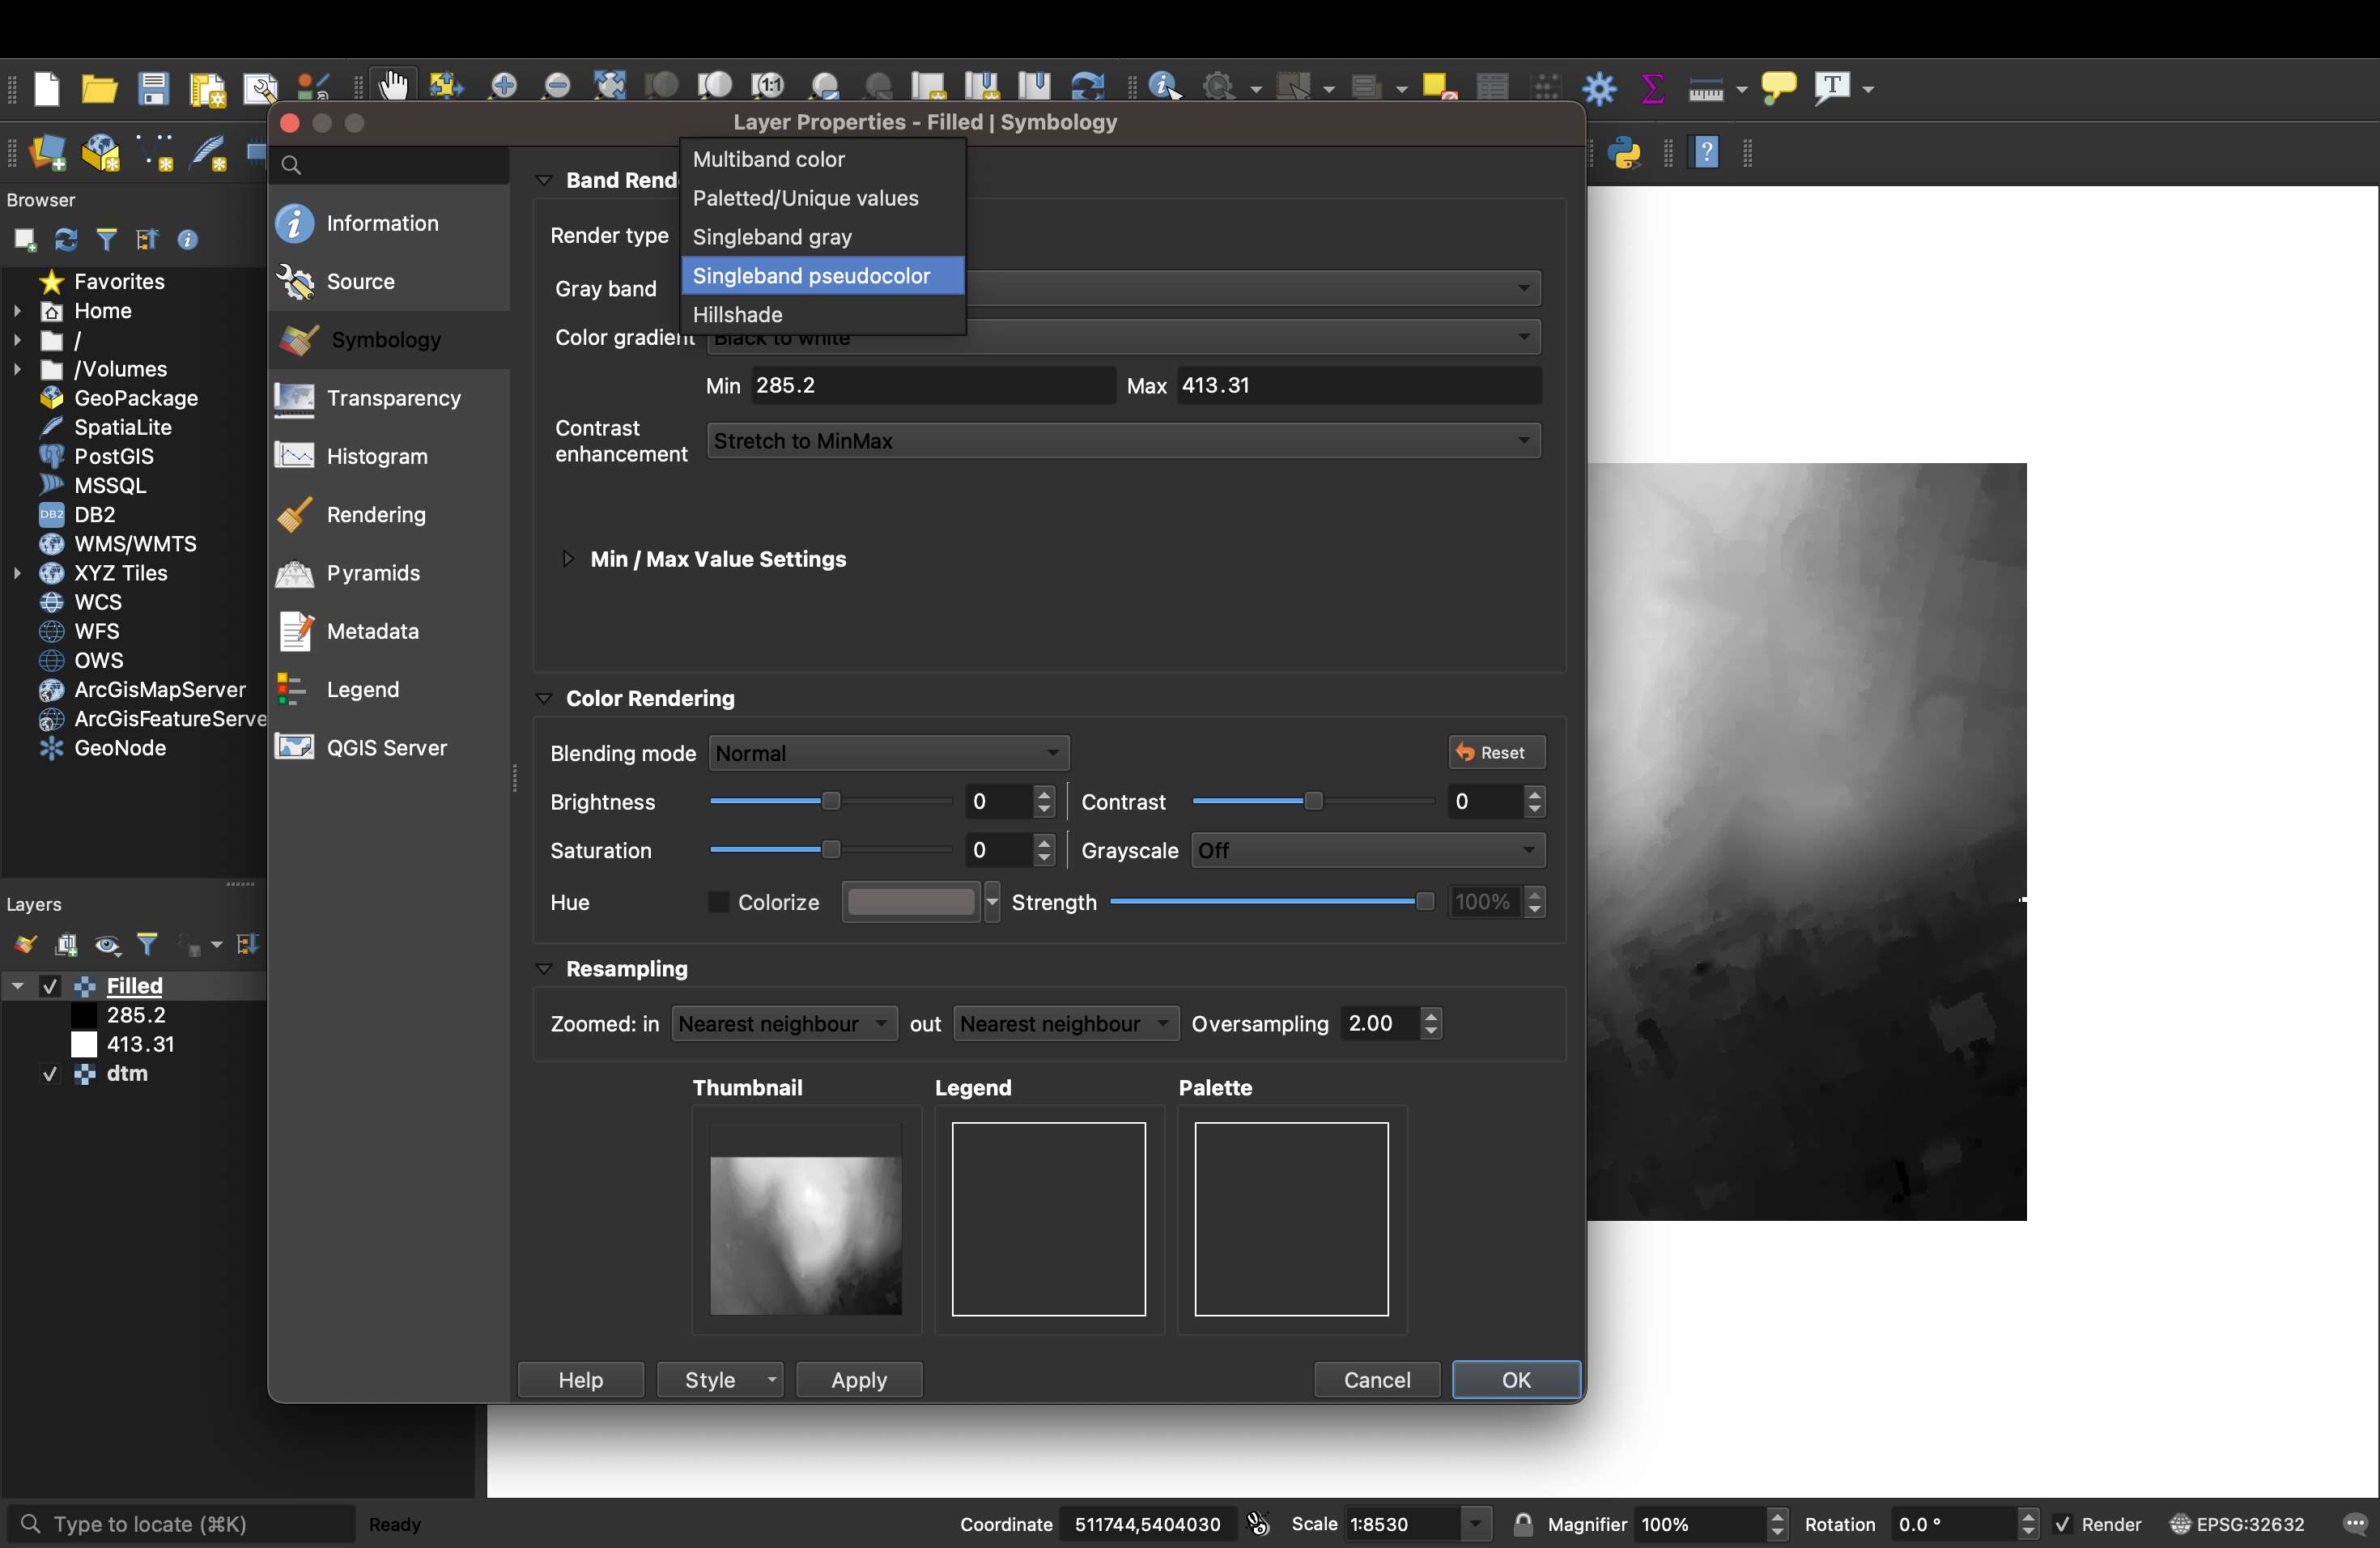 Layer Properties - Filled | Symbology
Browser
Favorites
Home
/
/Volumes
GeoPackage
SpatiaLite
PostGIS
MSSQL
DB2
DB2
WMS/WMTS
XYZ Tiles
WCS
WFS
OWS
ArcGisMapServer
ArcGisFeatureServe
GeoNode
Layers
Filled
285.2
413.31
dtm
Information
Source
Symbology
Transparency
Histogram
Rendering
Pyramids
Metadata
Legend
QGIS Server
Band Rend
Render type
Multiband color
Paletted/Unique values
Singleband gray
Singleband pseudocolor
Hillshade
Gray band
Color gradient Black to white
Min 285.2 Max 413.31
Contrast
enhancement
Stretch to MinMax
Min / Max Value Settings
Color Rendering
Blending mode Normal Reset
Brightness 0 Contrast 0
Saturation 0 Grayscale Off
Hue Colorize Strength 100%
Resampling
Zoomed: in Nearest neighbour out Nearest neighbour Oversampling 2.00
Thumbnail Legend Palette
Help Style Apply Cancel OK
Type to locate (⌘K) Ready Coordinate 511744,5404030 Scale 1:8530 Magnifier 100% Rotation 0.0 ° Render EPSG:32632
1:1
a
T
?